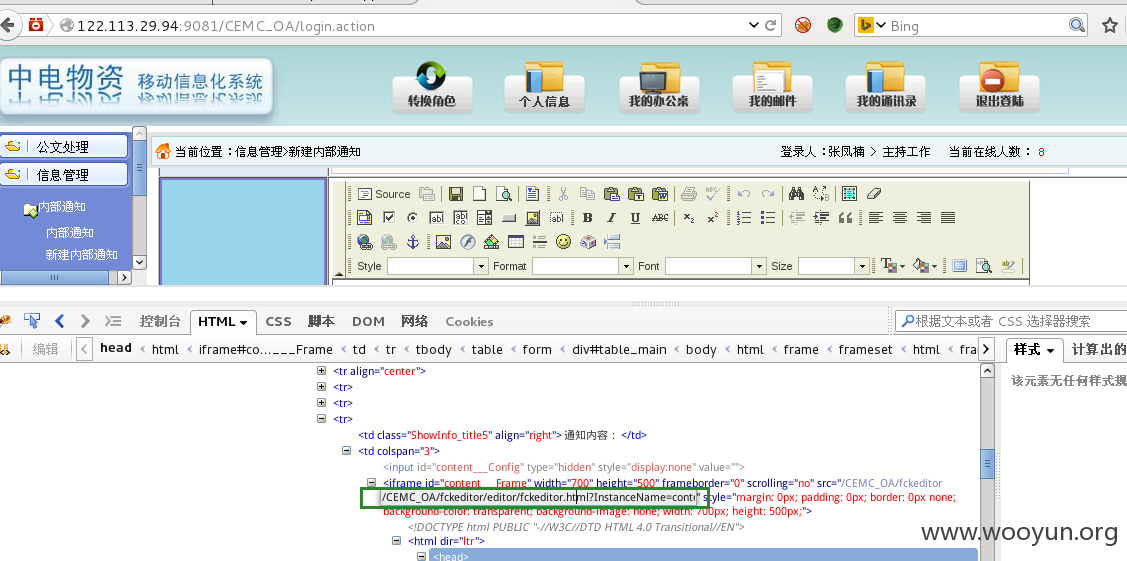 122.113.29.94:9081/CEMC_OA/login.action
Bing
中电物资 移动信息化系统
转换角色 个人信息 我的办公桌 我的邮件 我的通讯录 退出登陆
公文处理
信息管理
内部通知
内部通知
新建内部通知
当前位置：信息管理>新建内部通知 登录人：张凤楠 > 主持工作 当前在线人数： 8
Source
Style Format Font Size
控制台 HTML CSS 脚本 DOM 网络 Cookies
根据文本或者 CSS 选择器搜索
编辑 head < html < iframe#co...___Frame < td < tr < tbody < table < form < div#table_main < body < html < frame < frameset < html < fra
样式 计算出的
该元素无任何样式规
<tr align="center">
<tr>
<tr>
<tr>
<td class="ShowInfo_title5" align="right"> 通知内容： </td>
<td colspan="3">
<input id="content___Config" type="hidden" style="display:none" value="">
<iframe id="content___Frame" width="700" height="500" frameborder="0" scrolling="no" src="/CEMC_OA/fckeditor
/CEMC_OA/fckeditor/editor/fckeditor.html?InstanceName=conte" style="margin: 0px; padding: 0px; border: 0px none;
background-color: transparent; background-image: none; width: 700px; height: 500px;">
<!DOCTYPE html PUBLIC "-//W3C//DTD HTML 4.0 Transitional//EN">
<html dir="ltr">
<head>
www.wooyun.org